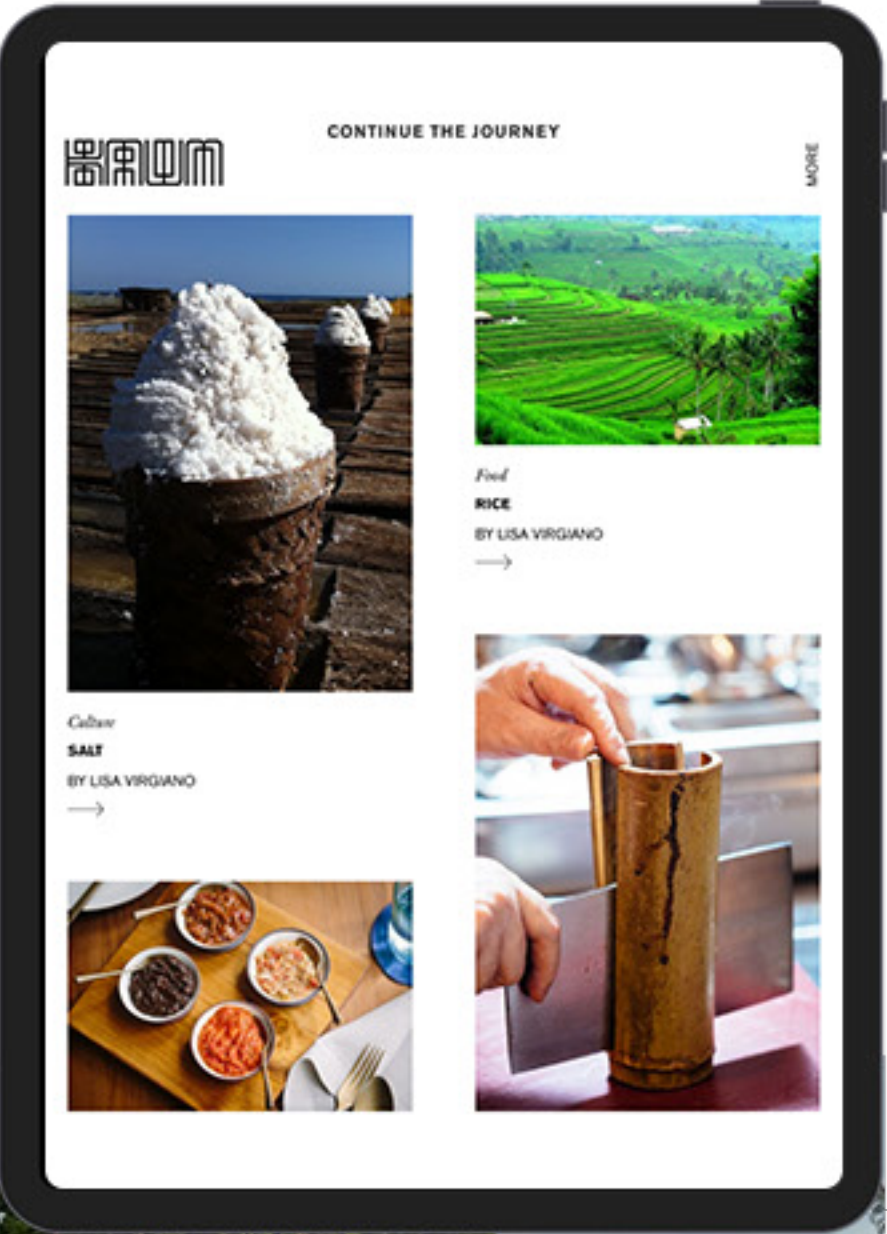 CONTINUE THE JOURNEY
KAUM
MORE
Culture
SALT
BY LISA VIRGIANO
Food
RICE
BY LISA VIRGIANO